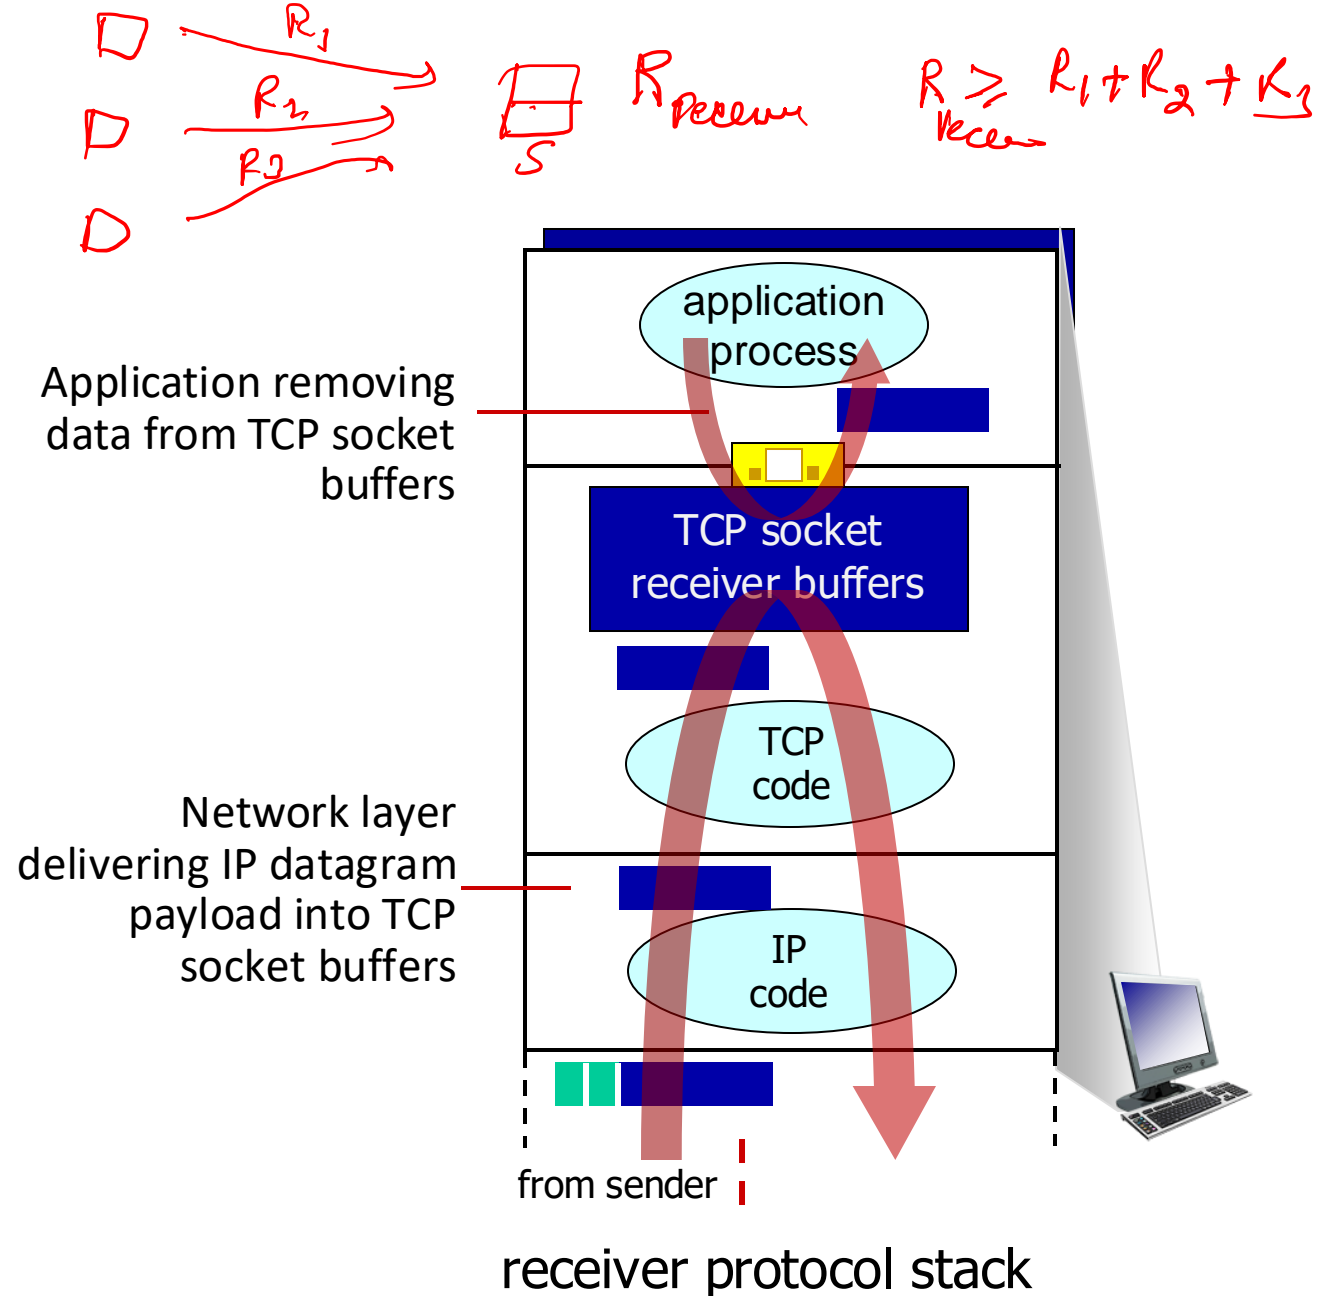 R1
R2
R3
S
R
R ≥ R1 + R2 + R3
application
process
Application removing
data from TCP socket
buffers
TCP socket
receiver buffers
TCP
code
Network layer
delivering IP datagram
payload into TCP
socket buffers
IP
code
from sender
receiver protocol stack